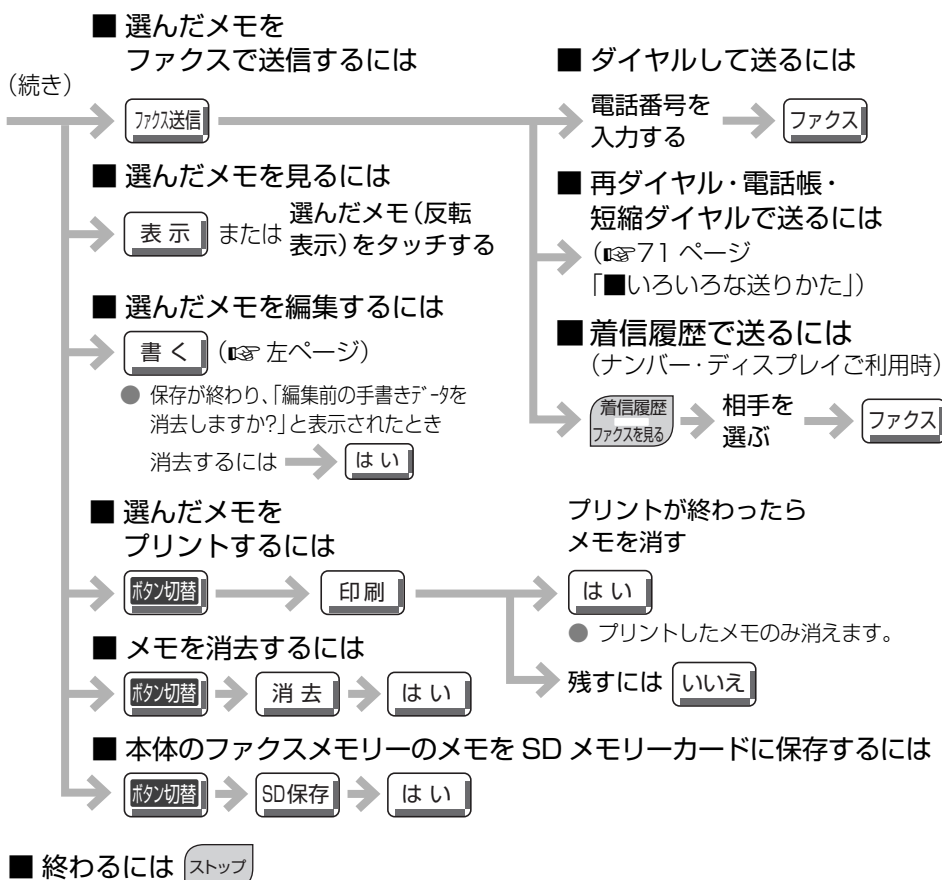 ■ 選んだメモを
ファクスで送信するには
(続き)
ファクス送信
■ ダイヤルして送るには
電話番号を
入力する
ファクス
■ 再ダイヤル・電話帳・
短縮ダイヤルで送るには
(☞71 ページ
「■いろいろな送りかた」)
■ 着信履歴で送るには
(ナンバー・ディスプレイご利用時)
着信履歴
ファクスを見る
相手を
選ぶ
ファクス
■ 選んだメモを見るには
表 示 または 選んだメモ(反転
表示)をタッチする
■ 選んだメモを編集するには
書 く (☞ 左ページ)
● 保存が終わり、「編集前の手書きデータを
消去しますか?」と表示されたとき
消去するには はい
■ 選んだメモを
プリントするには
ボタン切替 印刷
プリントが終わったら
メモを消す
はい
● プリントしたメモのみ消えます。
残すには いいえ
■ メモを消去するには
ボタン切替 消去 はい
■ 本体のファクスメモリーのメモを SD メモリーカードに保存するには
ボタン切替 SD保存 はい
■ 終わるには ストップ